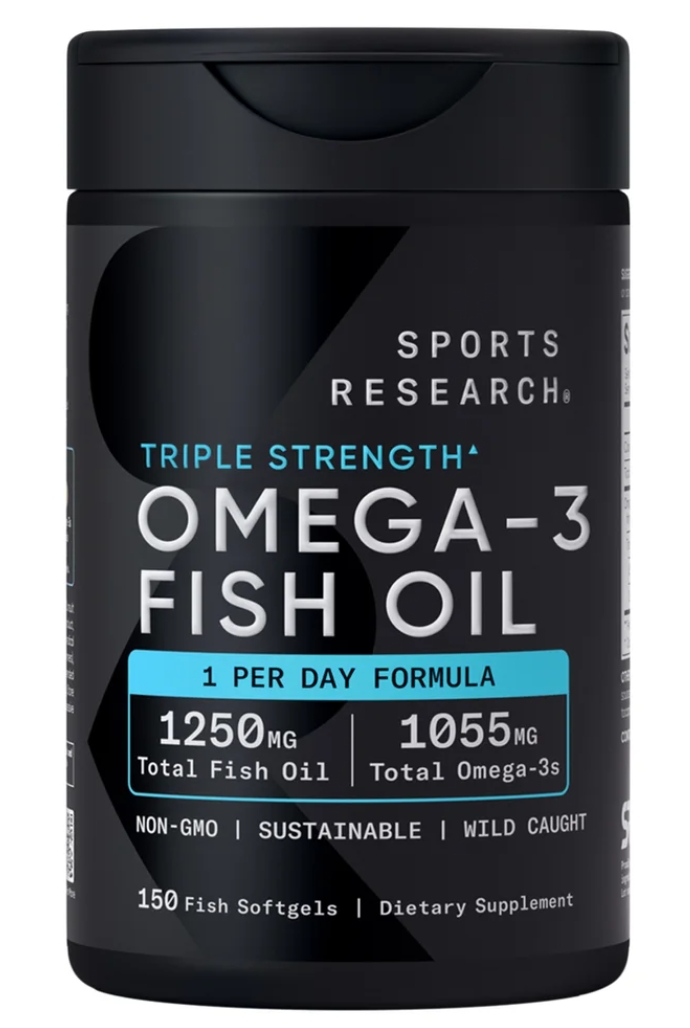 SPORTS
RESEARCH®
TRIPLE STRENGTH▲
OMEGA-3
FISH OIL
1 PER DAY FORMULA
1250MG | 1055MG
Total Fish Oil | Total Omega-3s
NON-GMO | SUSTAINABLE | WILD CAUGHT
150 Fish Softgels | Dietary Supplement